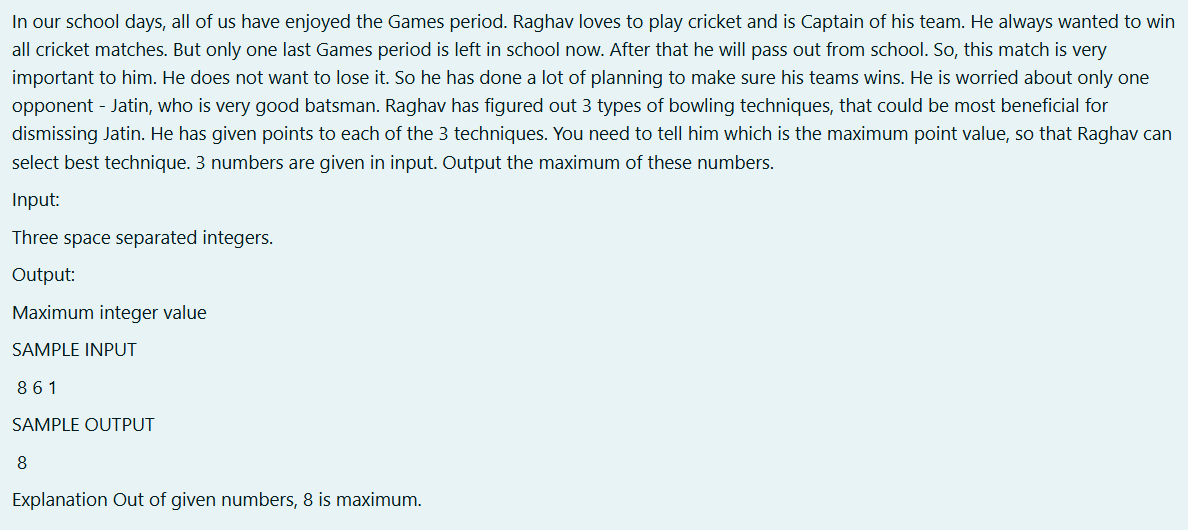 In our school days, all of us have enjoyed the Games period. Raghav loves to play cricket and is Captain of his team. He always wanted to win
all cricket matches. But only one last Games period is left in school now. After that he will pass out from school. So, this match is very
important to him. He does not want to lose it. So he has done a lot of planning to make sure his teams wins. He is worried about only one
opponent - Jatin, who is very good batsman. Raghav has figured out 3 types of bowling techniques, that could be most beneficial for
dismissing Jatin. He has given points to each of the 3 techniques. You need to tell him which is the maximum point value, so that Raghav can
select best technique. 3 numbers are given in input. Output the maximum of these numbers.
Input:
Three space separated integers.
Output:
Maximum integer value
SAMPLE INPUT
8 6 1
SAMPLE OUTPUT
8
Explanation Out of given numbers, 8 is maximum.